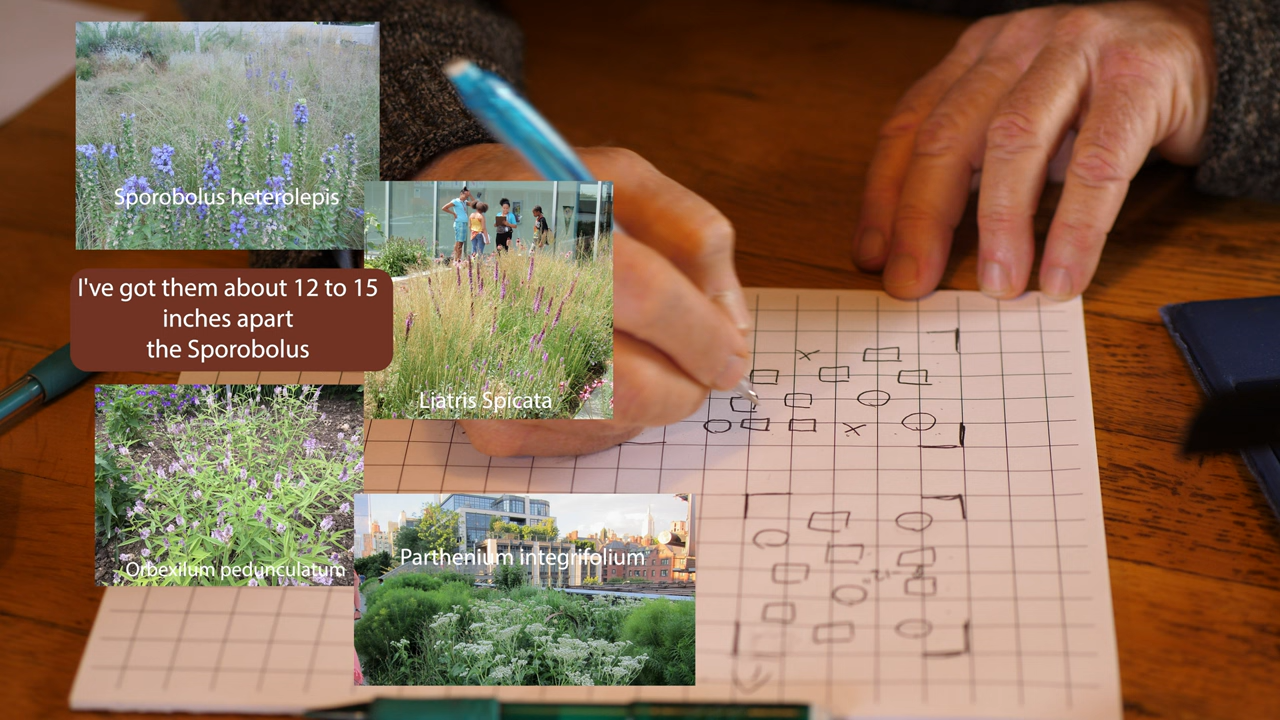 Sporobolus heterolepis
I've got them about 12 to 15
inches apart
the Sporobolus
Liatris Spicata
Orbexilum pedunculatum
Parthenium integrifolium